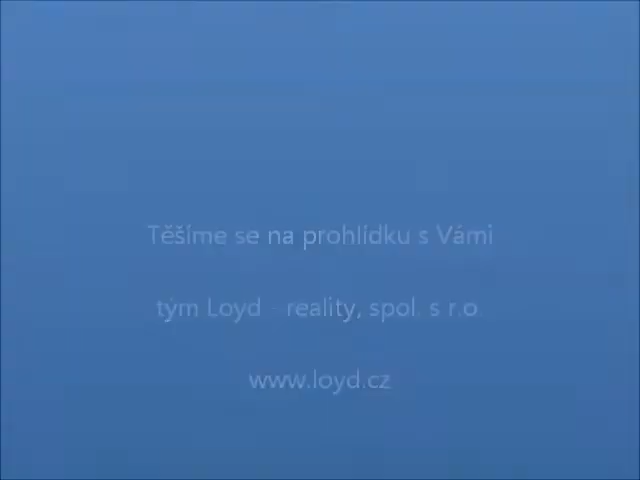 Těšíme se na prohlídku s Vámi
tým Loyd - reality, spol. s r.o.
www.loyd.cz